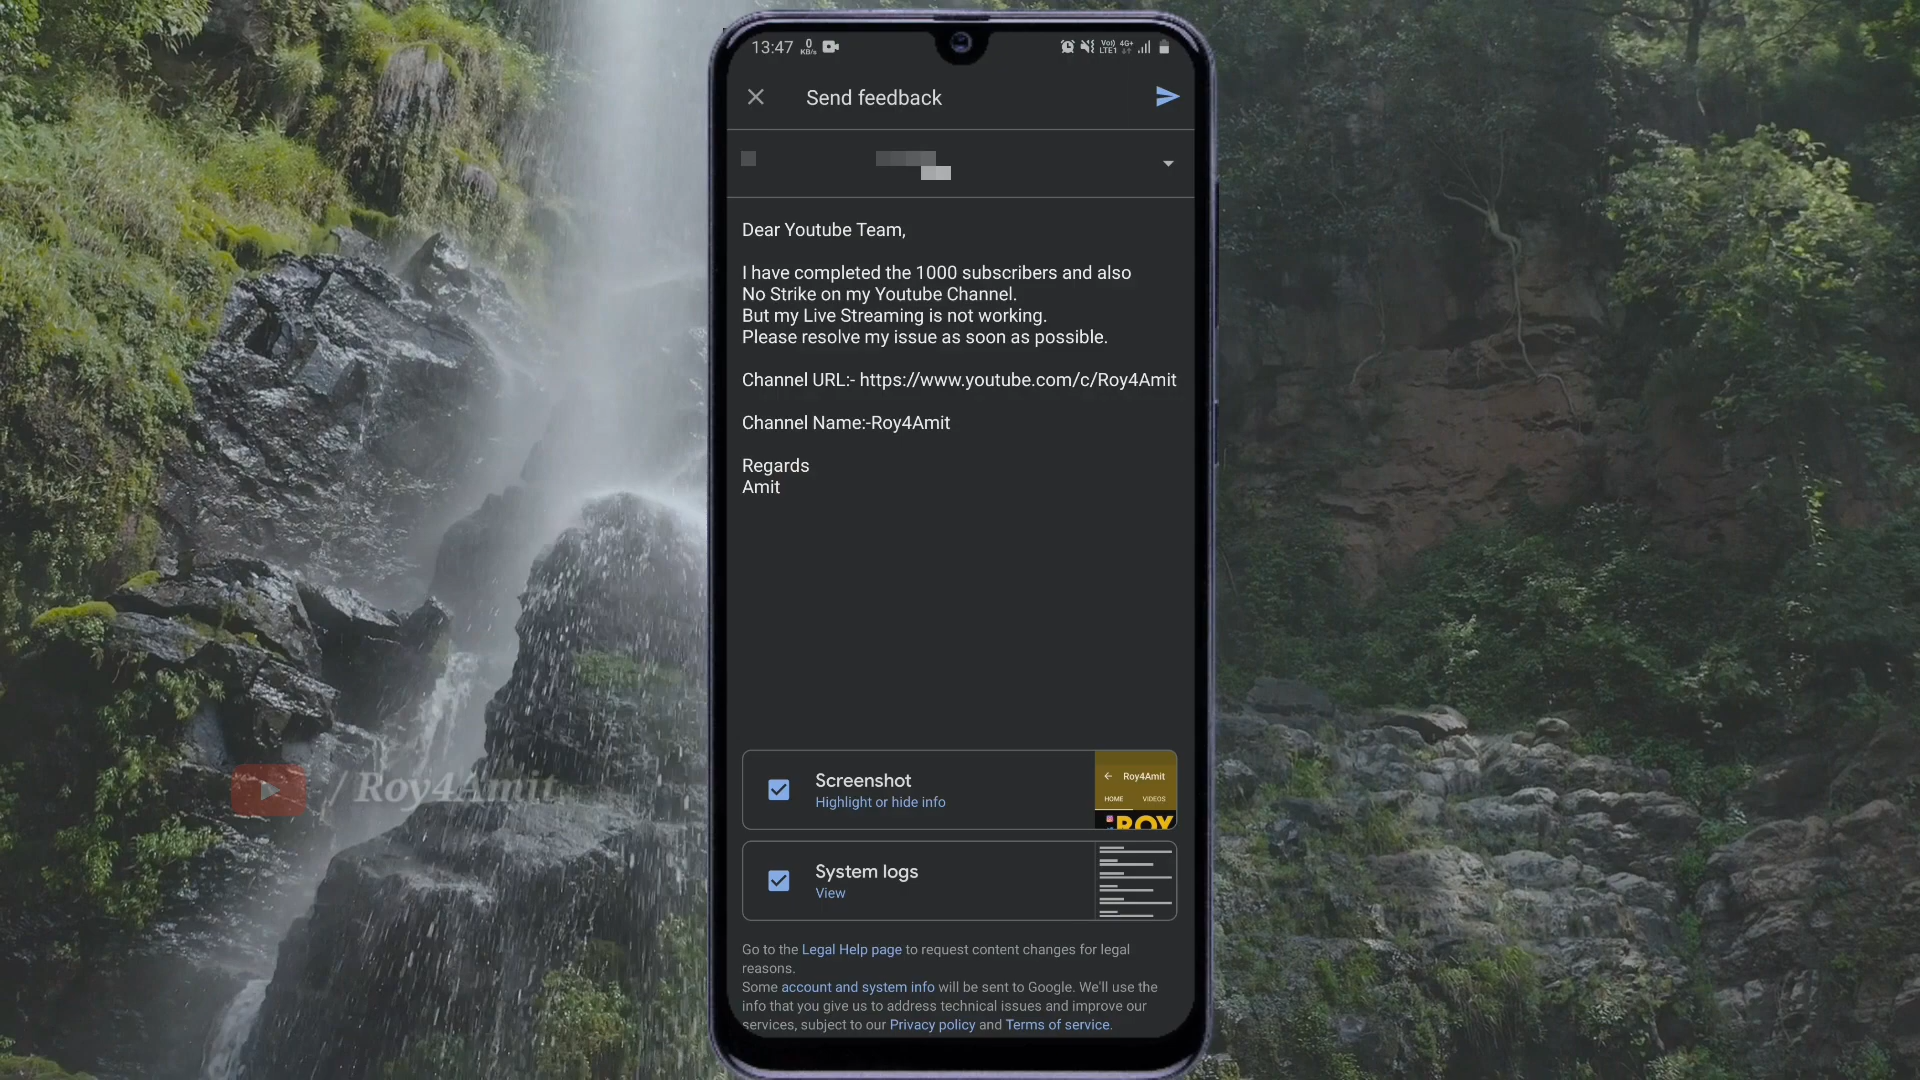 13:47 0 KB/s Vo) LTE1 4G+
Send feedback
Dear Youtube Team,
I have completed the 1000 subscribers and also
No Strike on my Youtube Channel.
But my Live Streaming is not working.
Please resolve my issue as soon as possible.
Channel URL:- https://www.youtube.com/c/Roy4Amit
Channel Name:-Roy4Amit
Regards
Amit
/Roy4Amit
Screenshot
Highlight or hide info
Roy4Amit
HOME VIDEOS
ROY
System logs
View
Go to the Legal Help page to request content changes for legal
reasons.
Some account and system info will be sent to Google. We'll use the
info that you give us to address technical issues and improve our
services, subject to our Privacy policy and Terms of service.